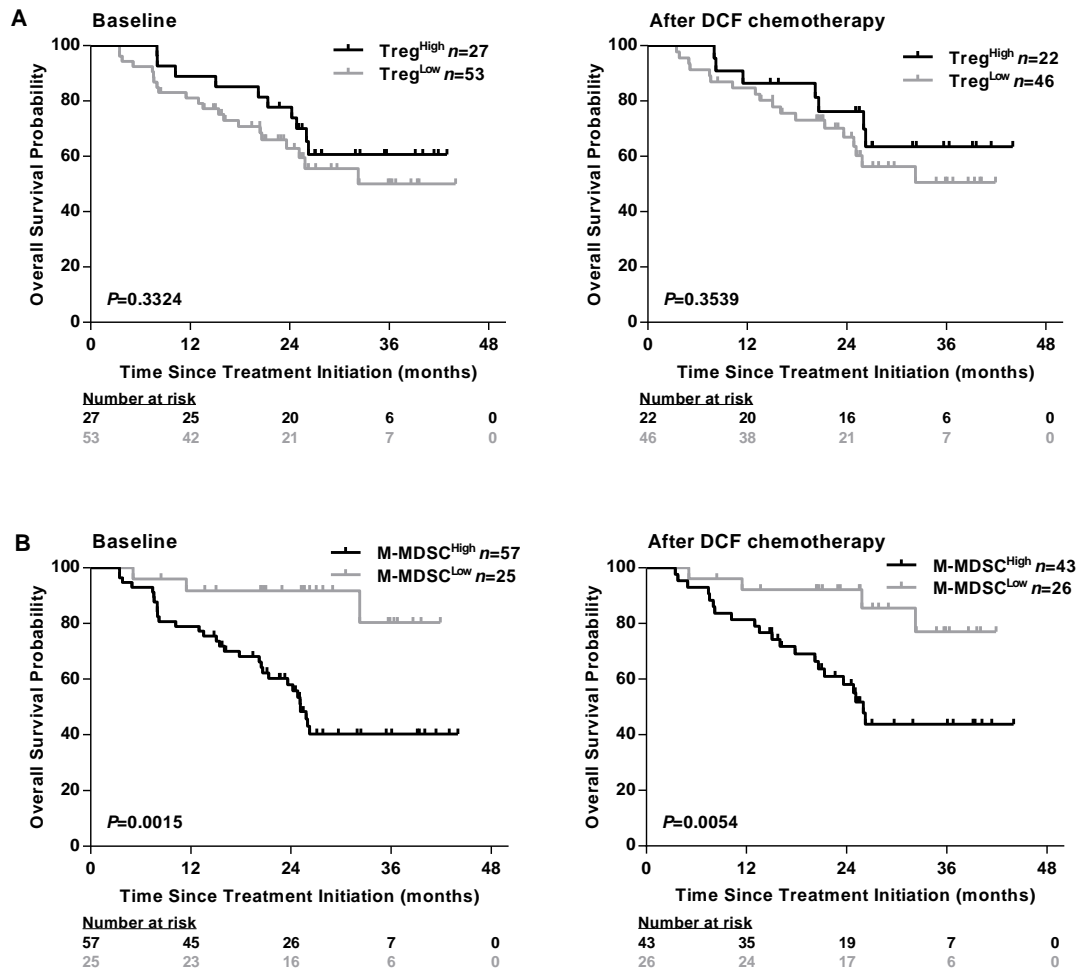 A
Baseline
Treg^High n=27
Treg^Low n=53
100
80
60
40
20
0
Overall Survival Probability
P=0.3324
0 12 24 36 48
Time Since Treatment Initiation (months)
Number at risk
27 25 20 6 0
53 42 21 7 0
After DCF chemotherapy
Treg^High n=22
Treg^Low n=46
100
80
60
40
20
0
Overall Survival Probability
P=0.3539
0 12 24 36 48
Time Since Treatment Initiation (months)
Number at risk
22 20 16 6 0
46 38 21 7 0
B
Baseline
M-MDSC^High n=57
M-MDSC^Low n=25
100
80
60
40
20
0
Overall Survival Probability
P=0.0015
0 12 24 36 48
Time Since Treatment Initiation (months)
Number at risk
57 45 26 7 0
25 23 16 6 0
After DCF chemotherapy
M-MDSC^High n=43
M-MDSC^Low n=26
100
80
60
40
20
0
Overall Survival Probability
P=0.0054
0 12 24 36 48
Time Since Treatment Initiation (months)
Number at risk
43 35 19 7 0
26 24 17 6 0